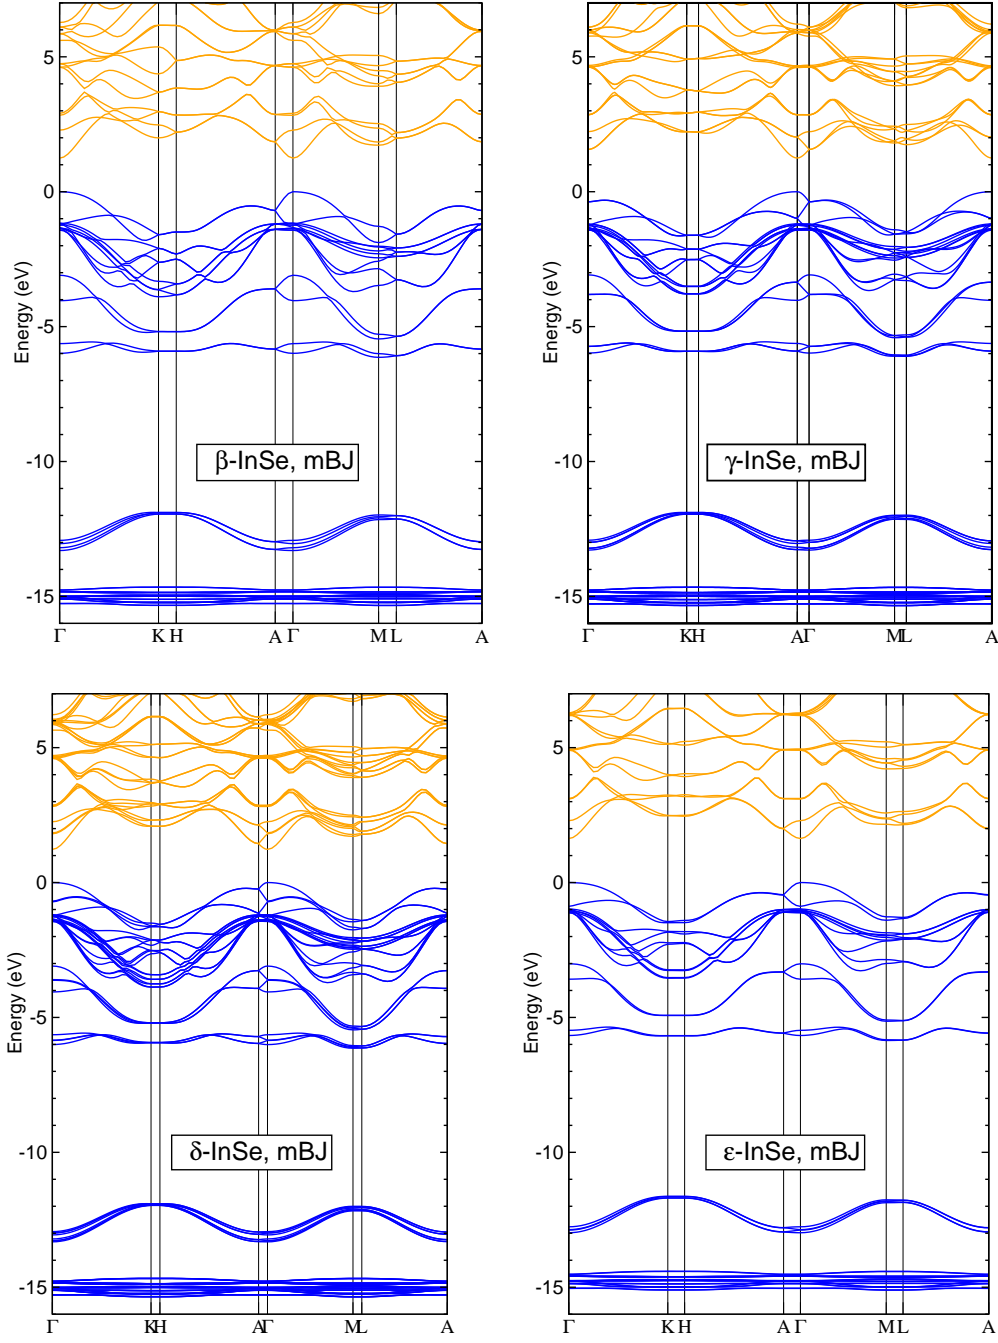 5
0
-5
-10
-15
Energy (eV)
β-InSe, mBJ
Γ K H A Γ M L A
5
0
-5
-10
-15
Energy (eV)
γ-InSe, mBJ
Γ K H A Γ M L A
5
0
-5
-10
-15
Energy (eV)
δ-InSe, mBJ
Γ K H A Γ M L A
5
0
-5
-10
-15
Energy (eV)
ε-InSe, mBJ
Γ K H A Γ M L A